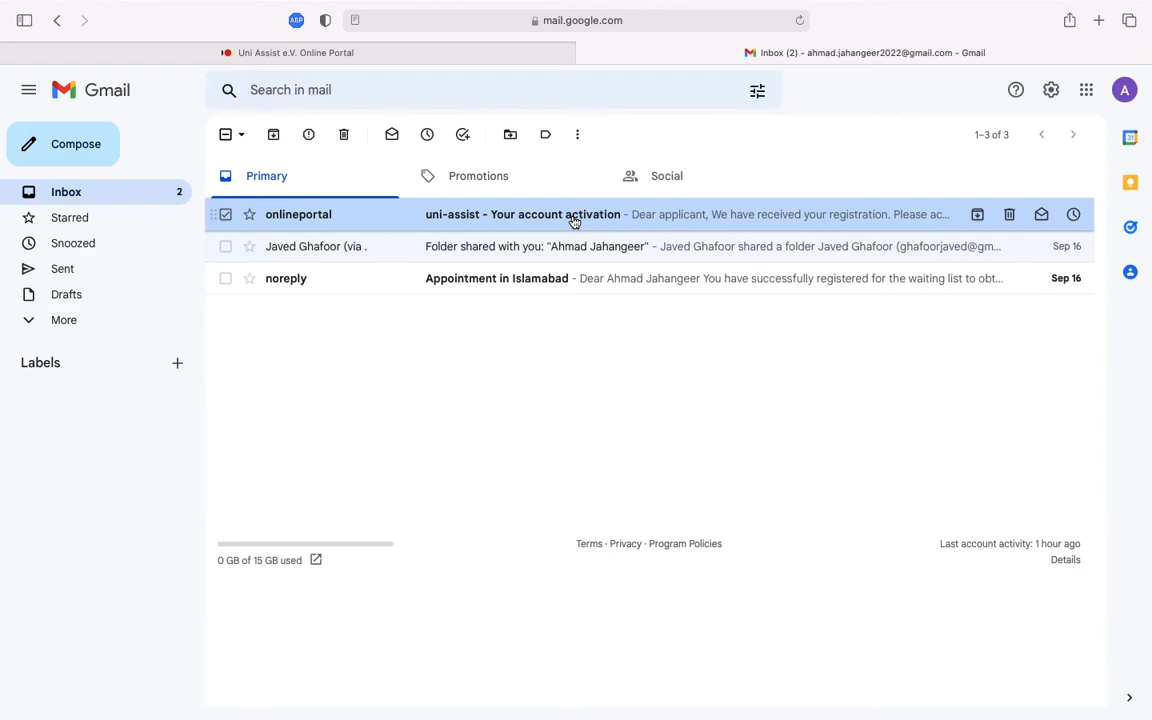 ABP
mail.google.com
Uni Assist e.V. Online Portal
Inbox (2) - ahmad.jahangeer2022@gmail.com - Gmail
Gmail
Search in mail
A
Compose
1–3 of 3
31
Inbox 2
Primary
Promotions
Social
Starred
onlineportal uni-assist - Your account activation - Dear applicant, We have received your registration. Please ac...
Snoozed
Javed Ghafoor (via . Folder shared with you: "Ahmad Jahangeer" - Javed Ghafoor shared a folder Javed Ghafoor (ghafoorjaved@gm... Sep 16
Sent
noreply Appointment in Islamabad - Dear Ahmad Jahangeer You have successfully registered for the waiting list to obt... Sep 16
Drafts
More
Labels
0 GB of 15 GB used
Terms · Privacy · Program Policies
Last account activity: 1 hour ago
Details